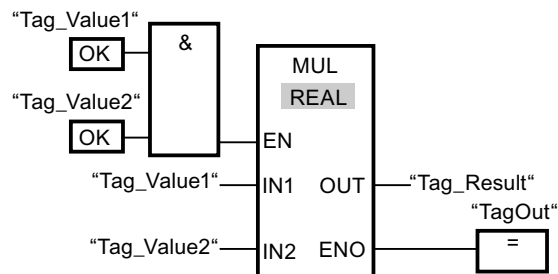 “Tag_Value1“
OK
&
“Tag_Value2“
OK
MUL
REAL
EN
“Tag_Value1“ IN1 OUT “Tag_Result“
“TagOut“
“Tag_Value2“ IN2 ENO =